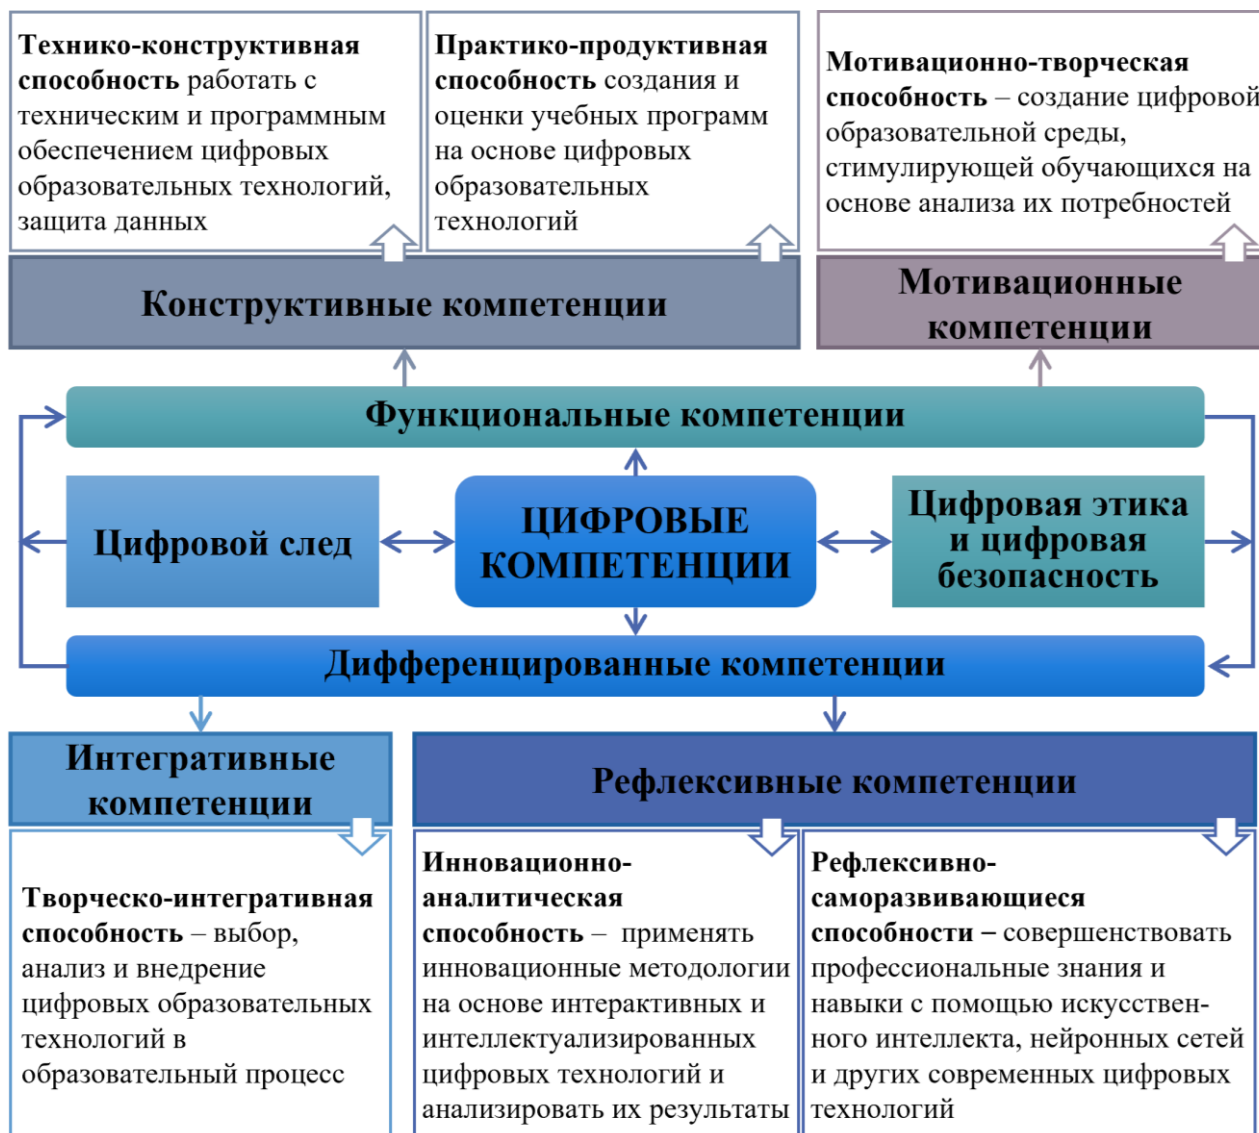 Технико-конструктивная
способность работать с
техническим и программным
обеспечением цифровых
образовательных технологий,
защита данных
Практико-продуктивная
способность создания и
оценки учебных программ
на основе цифровых
образовательных
технологий
Мотивационно-творческая
способность – создание цифровой
образовательной среды,
стимулирующей обучающихся на
основе анализа их потребностей
Конструктивные компетенции
Мотивационные
компетенции
Функциональные компетенции
Цифровой след
ЦИФРОВЫЕ
КОМПЕТЕНЦИИ
Цифровая этика
и цифровая
безопасность
Дифференцированные компетенции
Интегративные
компетенции
Рефлексивные компетенции
Творческо-интегративная
способность – выбор,
анализ и внедрение
цифровых образовательных
технологий в
образовательный процесс
Инновационно-
аналитическая
способность – применять
инновационные методологии
на основе интерактивных и
интеллектуализированных
цифровых технологий и
анализировать их результаты
Рефлексивно-
саморазвивающиеся
способности – совершенствовать
профессиональные знания и
навыки с помощью искусствен-
ного интеллекта, нейронных сетей
и других современных цифровых
технологий